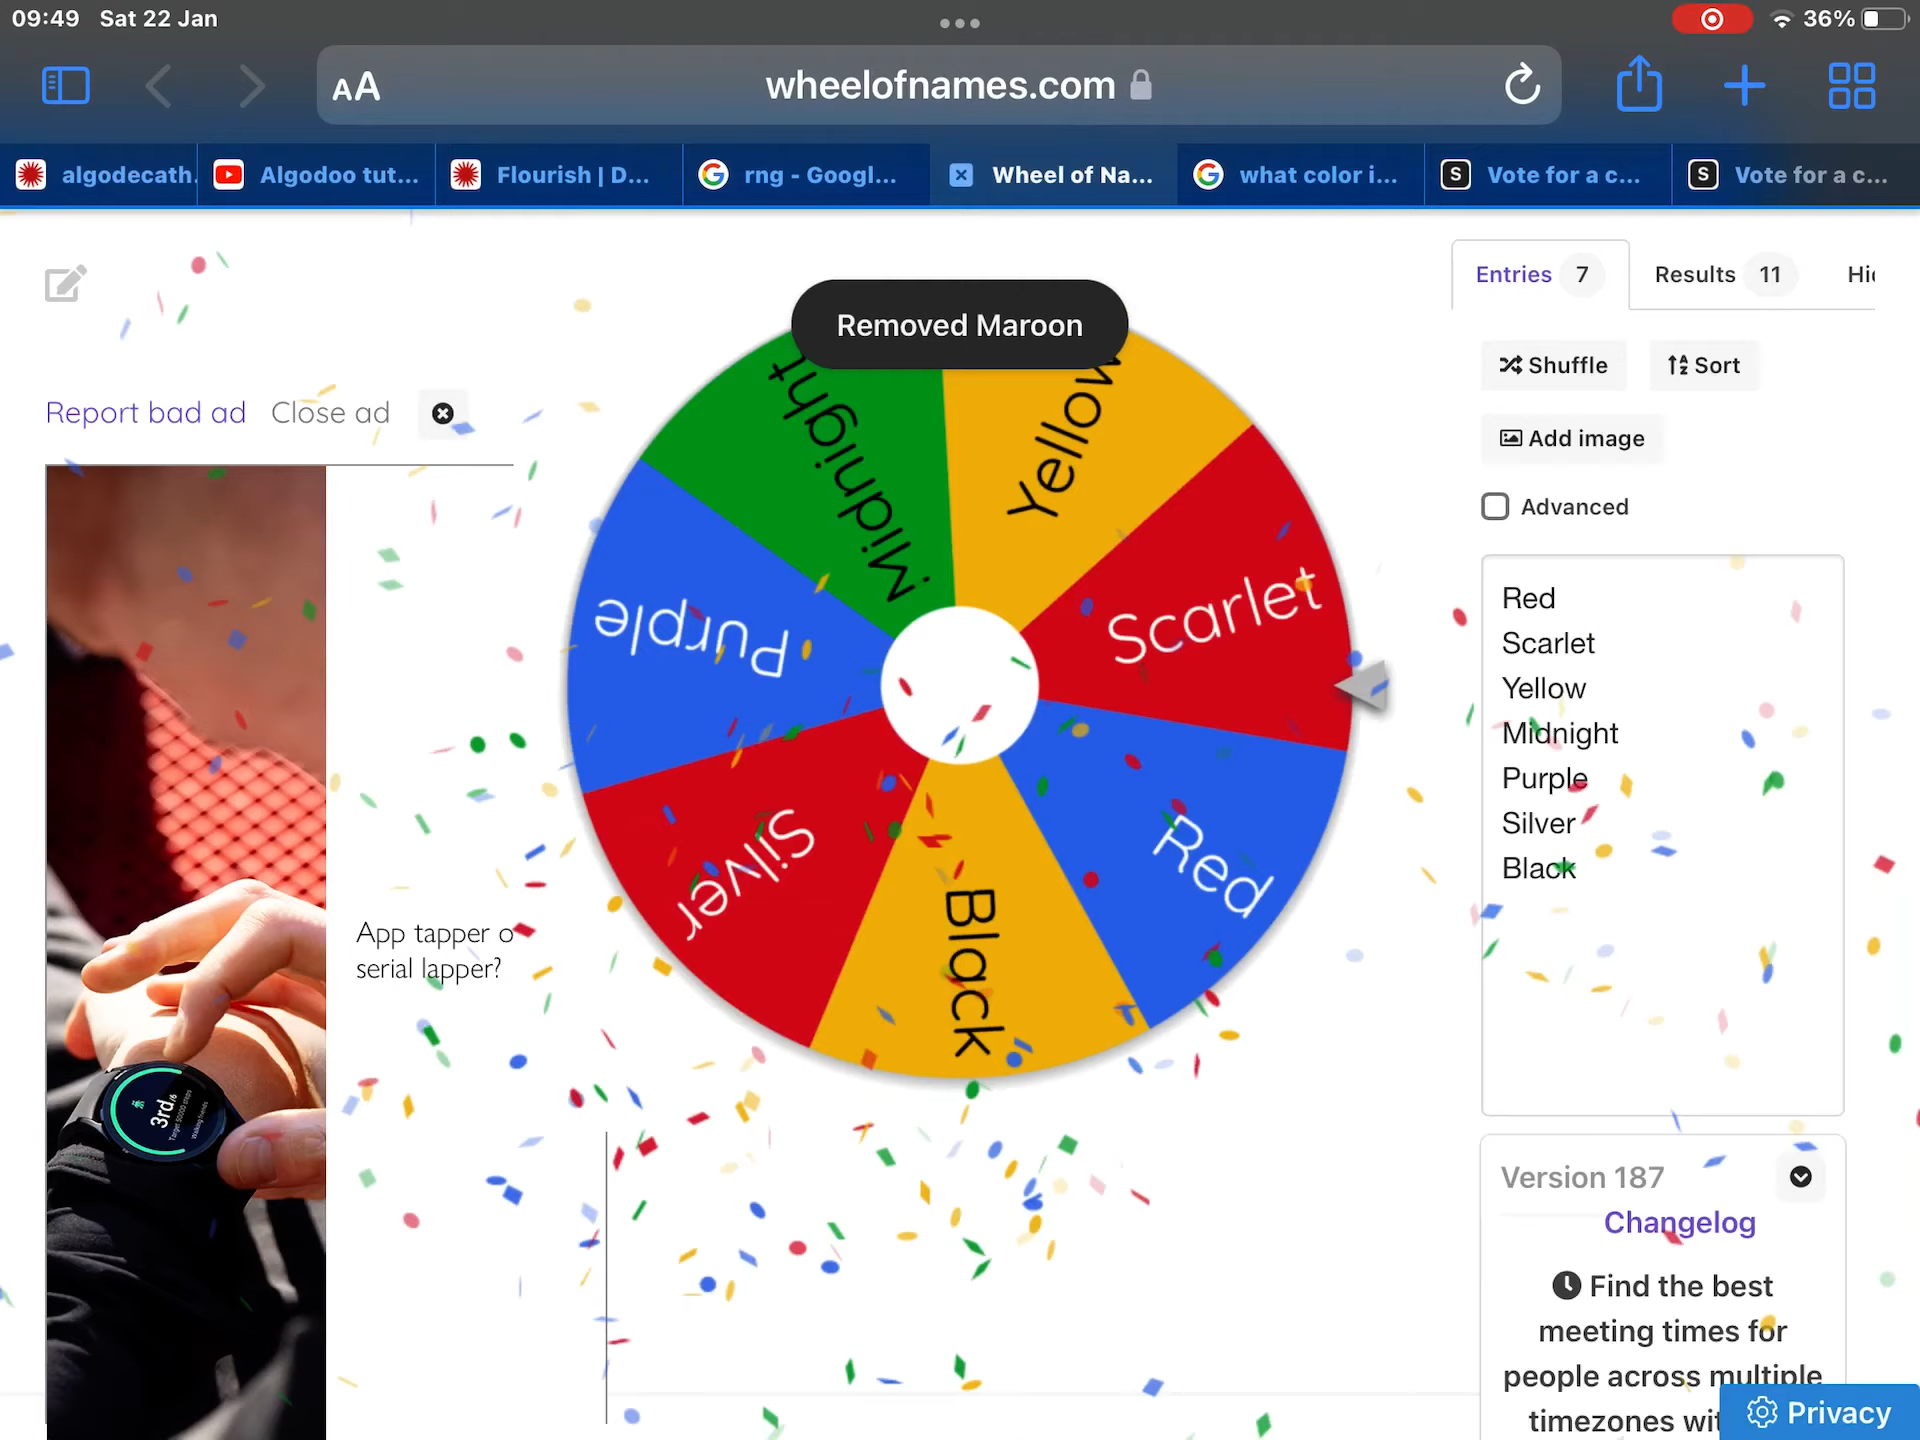 09:49 Sat 22 Jan
36%
AA
wheelofnames.com
algodecath.
Algodoo tut...
Flourish | D...
rng - Googl...
Wheel of Na...
what color i...
Vote for a c...
Vote for a c...
Entries 7
Results 11
Removed Maroon
Shuffle
Sort
Report bad ad
Close ad
Add image
Advanced
Midnight
Yellow
Scarlet
Purple
Red
Silver
Black
Red
Scarlet
Yellow
Midnight
Purple
Silver
Black
App tapper o
serial lapper?
3rd/6
Version 187
Changelog
Find the best
meeting times for
people across multiple
timezones wit
Privacy